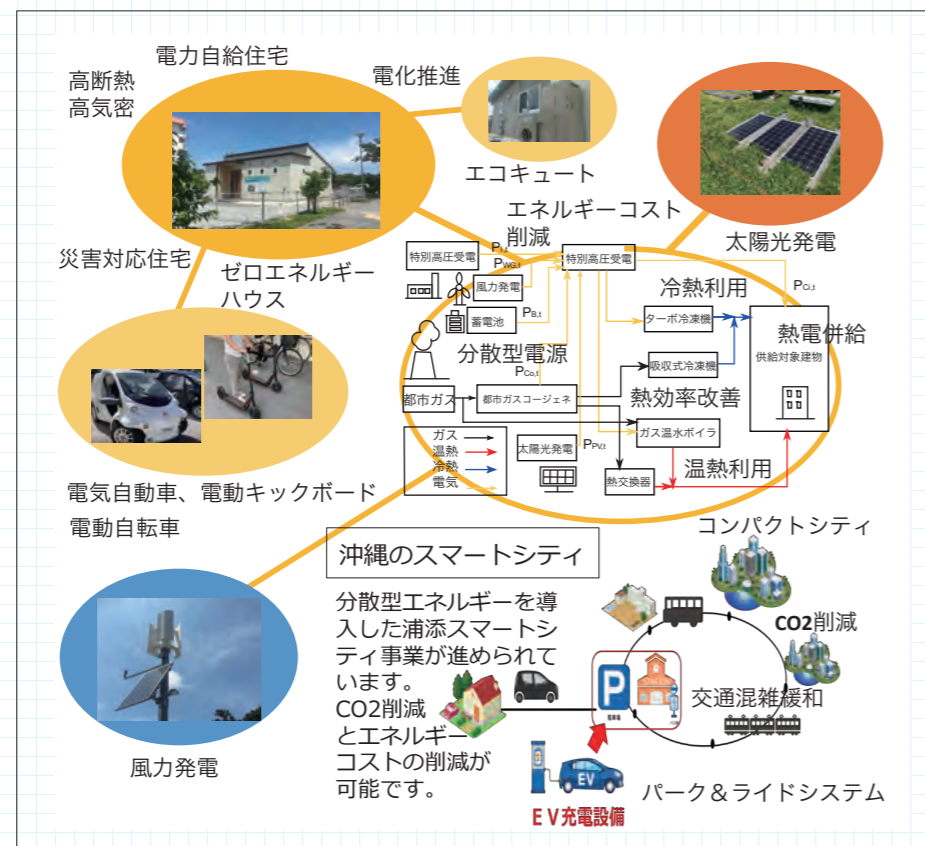 電力自給住宅
高断熱
高気密
電化推進
エコキュート
エネルギーコスト
削減
太陽光発電
災害対応住宅
ゼロエネルギー
ハウス
特別高圧受電
特別高圧受電
PWG,t
風力発電
PB,t
蓄電池
PCi,t
冷熱利用
ターボ冷凍機
熱電併給
供給対象建物
分散型電源
PCo,t
吸収式冷凍機
熱効率改善
都市ガス
都市ガスコージェネ
ガス温水ボイラ
ガス
温熱
冷熱
電気
太陽光発電
PPV,t
熱交換器
温熱利用
電気自動車、電動キックボード
電動自転車
コンパクトシティ
沖縄のスマートシティ
分散型エネルギーを導
入した浦添スマートシ
ティ事業が進められて
います。
CO2削減
とエネルギー
コストの削減が
可能です。
CO2削減
P
交通混雑緩和
EV
EV充電設備
パーク＆ライドシステム
風力発電